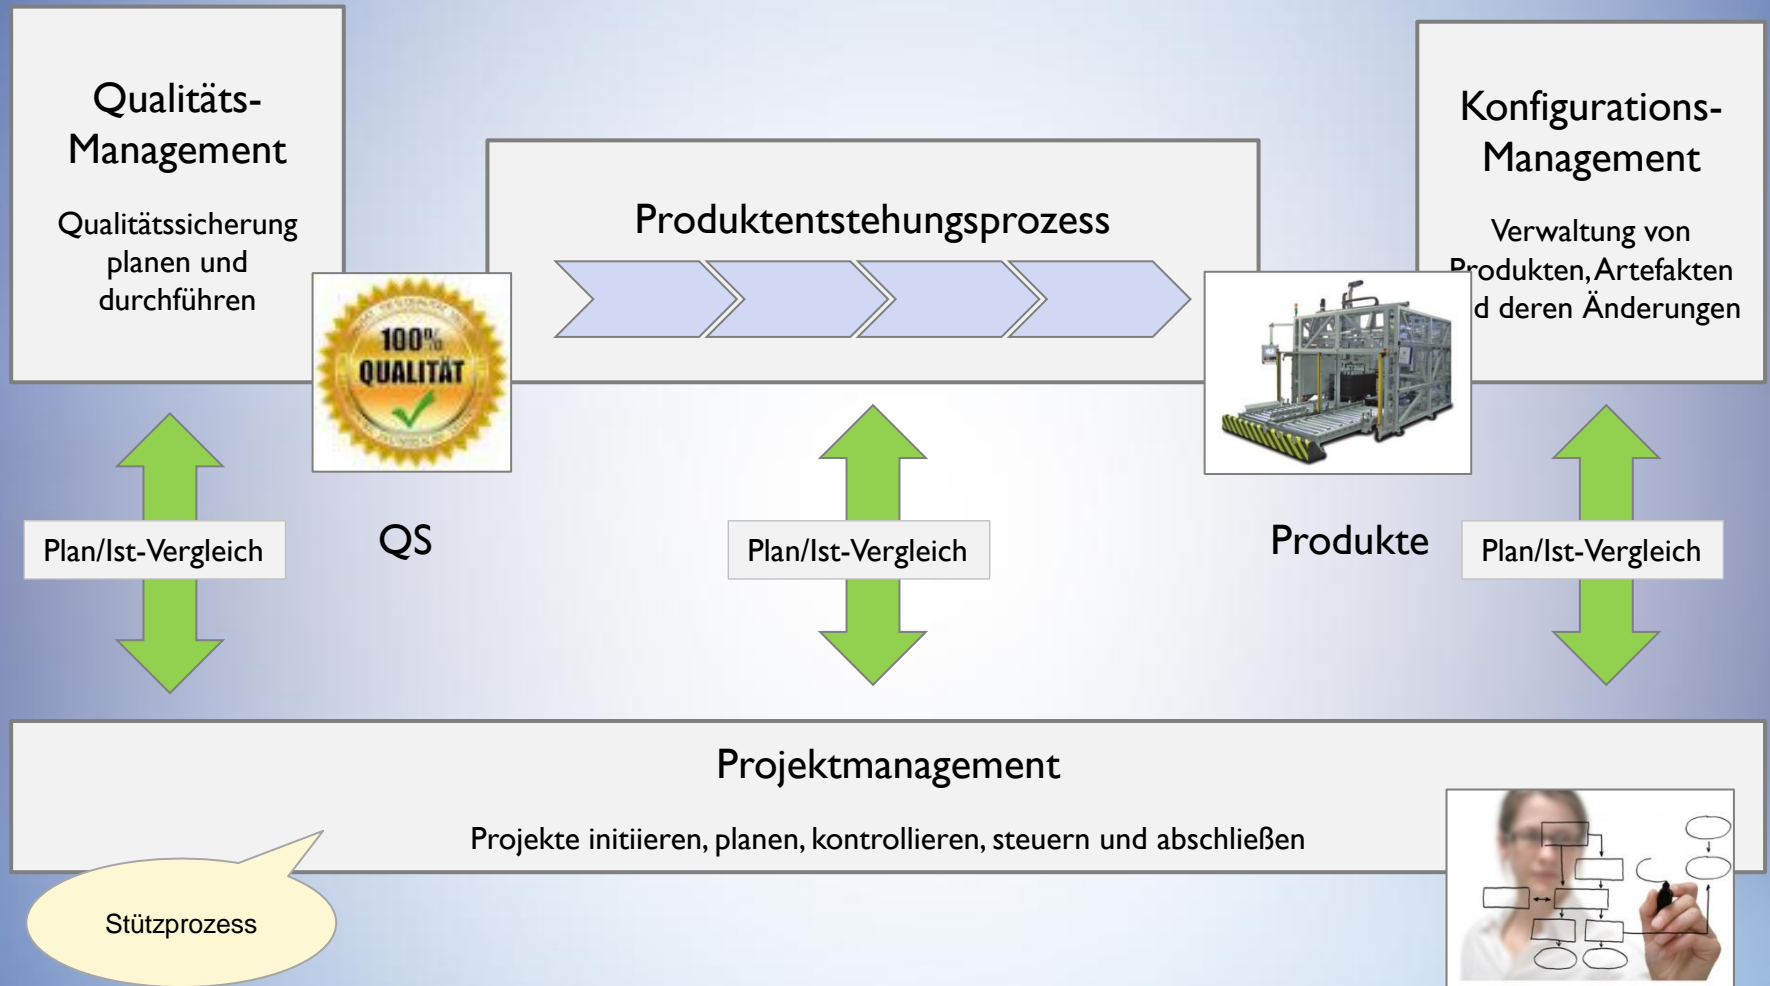 Qualitäts-
Management
Qualitätssicherung
planen und
durchführen
100%
QUALITÄT
QS
Produktentstehungsprozess
Konfigurations-
Management
Verwaltung von
Produkten, Artefakten
d deren Änderungen
Produkte
Plan/Ist-Vergleich
Plan/Ist-Vergleich
Plan/Ist-Vergleich
Projektmanagement
Projekte initiieren, planen, kontrollieren, steuern und abschließen
Stützprozess